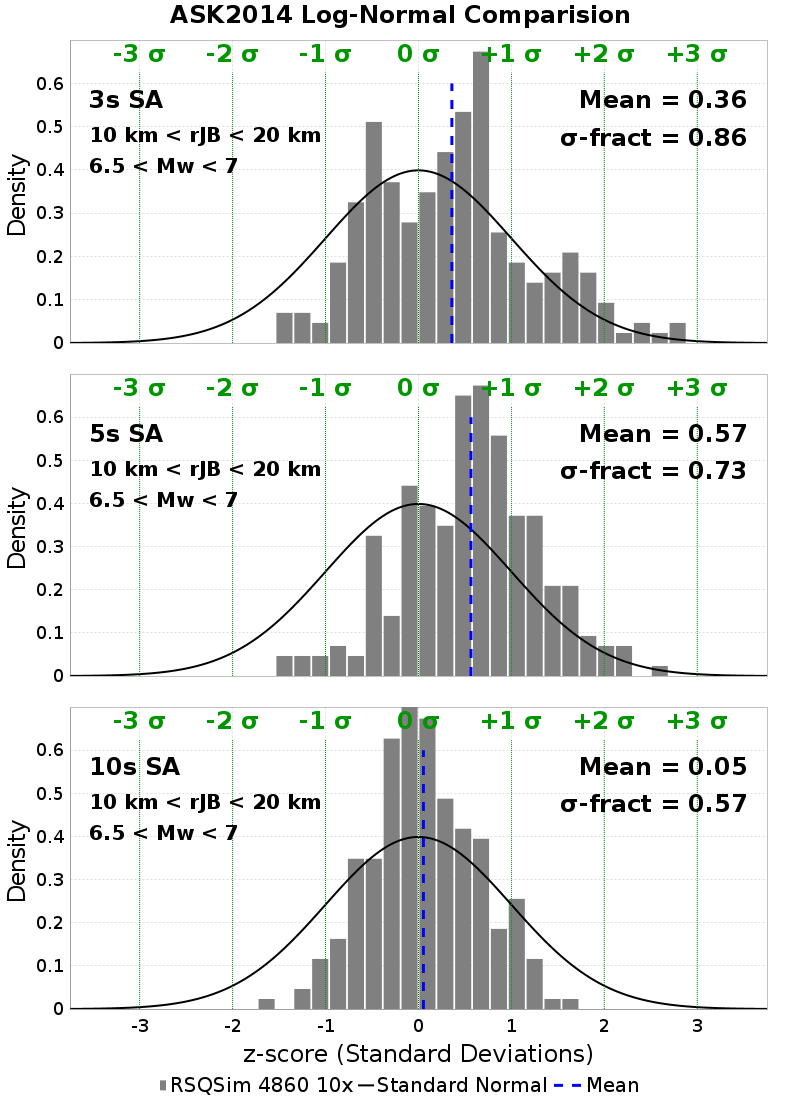 ASK2014 Log-Normal Comparision
-3 σ -2 σ -1 σ 0 σ +1 σ +2 σ +3 σ
3s SA
10 km < rJB < 20 km
6.5 < Mw < 7
Mean = 0.36
σ-fract = 0.86
Density
0.6
0.5
0.4
0.3
0.2
0.1
0
-3 σ -2 σ -1 σ 0 σ +1 σ +2 σ +3 σ
5s SA
10 km < rJB < 20 km
6.5 < Mw < 7
Mean = 0.57
σ-fract = 0.73
Density
0.6
0.5
0.4
0.3
0.2
0.1
0
-3 σ -2 σ -1 σ 0 σ +1 σ +2 σ +3 σ
10s SA
10 km < rJB < 20 km
6.5 < Mw < 7
Mean = 0.05
σ-fract = 0.57
Density
0.6
0.5
0.4
0.3
0.2
0.1
0
-3 -2 -1 0 1 2 3
z-score (Standard Deviations)
RSQSim 4860 10x Standard Normal Mean